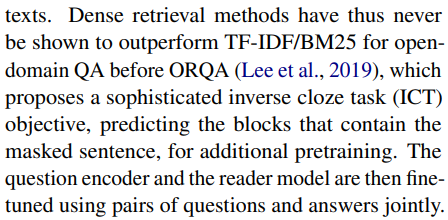 texts. Dense retrieval methods have thus never
be shown to outperform TF-IDF/BM25 for open-
domain QA before ORQA (Lee et al., 2019), which
proposes a sophisticated inverse cloze task (ICT)
objective, predicting the blocks that contain the
masked sentence, for additional pretraining. The
question encoder and the reader model are then fine-
tuned using pairs of questions and answers jointly.